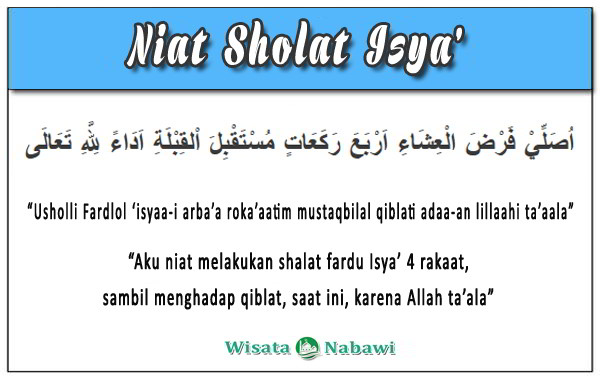 Niat Sholat Isya'
اُصَلِّيْ فَرْضَ الْعِشَاءِ اَرْبَعَ رَكَعَاتٍ مُسْتَقْبِلَ اْلقِبْلَةِ اَدَاءً لِلَّهِ تَعَالَى
“Usholli Fardlol ‘isyaa-i arba’a roka’aatim mustaqbilal qiblati adaa-an lillaahi ta’aala”
“Aku niat melakukan shalat fardu Isya’ 4 rakaat,
sambil menghadap qiblat, saat ini, karena Allah ta’ala”
Wisata Nabawi